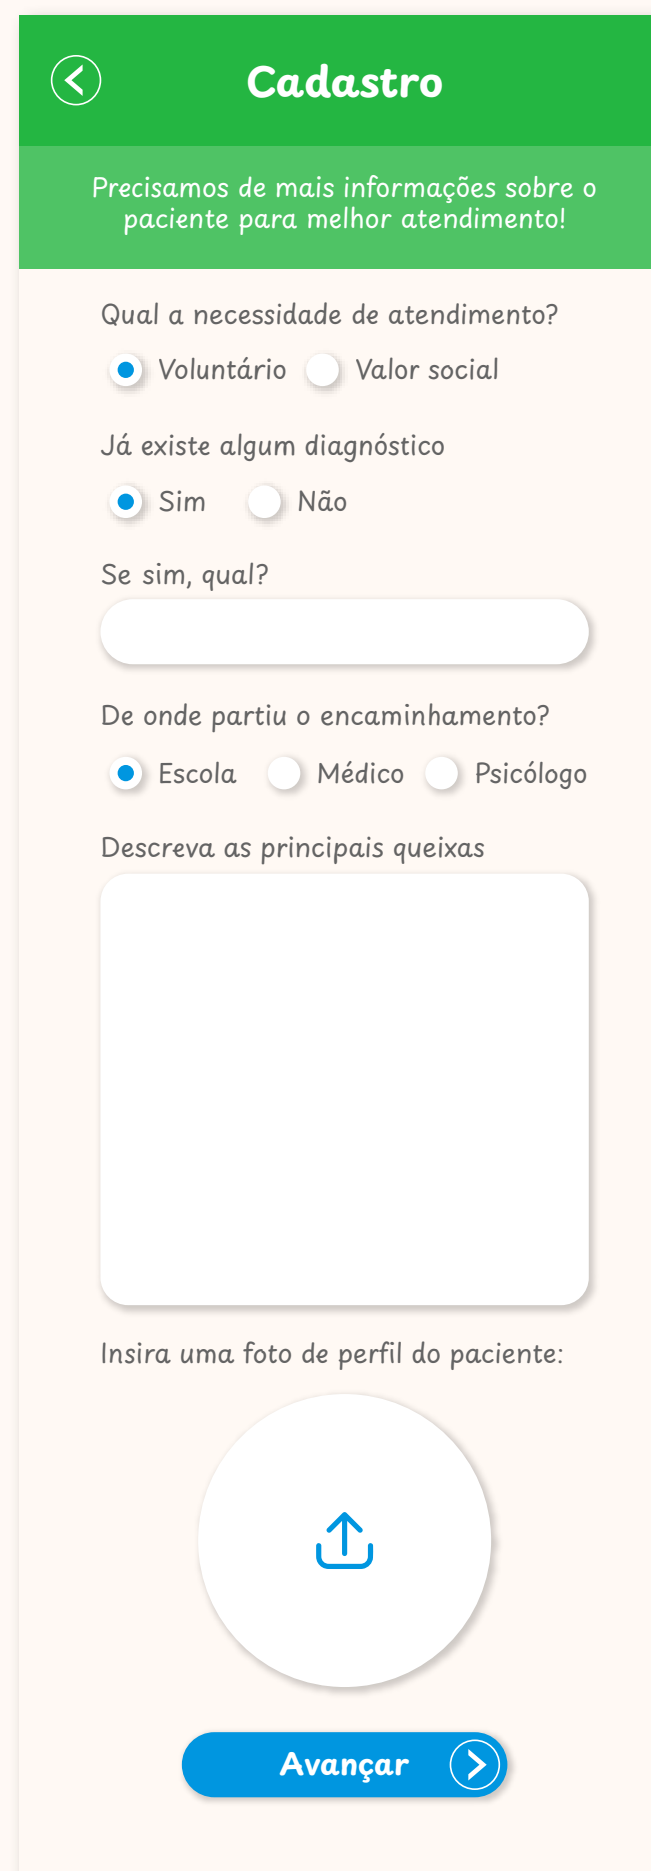 Cadastro
Precisamos de mais informações sobre o
paciente para melhor atendimento!
Qual a necessidade de atendimento?
Voluntário Valor social
Já existe algum diagnóstico
Sim Não
Se sim, qual?
De onde partiu o encaminhamento?
Escola Médico Psicólogo
Descreva as principais queixas
Insira uma foto de perfil do paciente:
Avançar